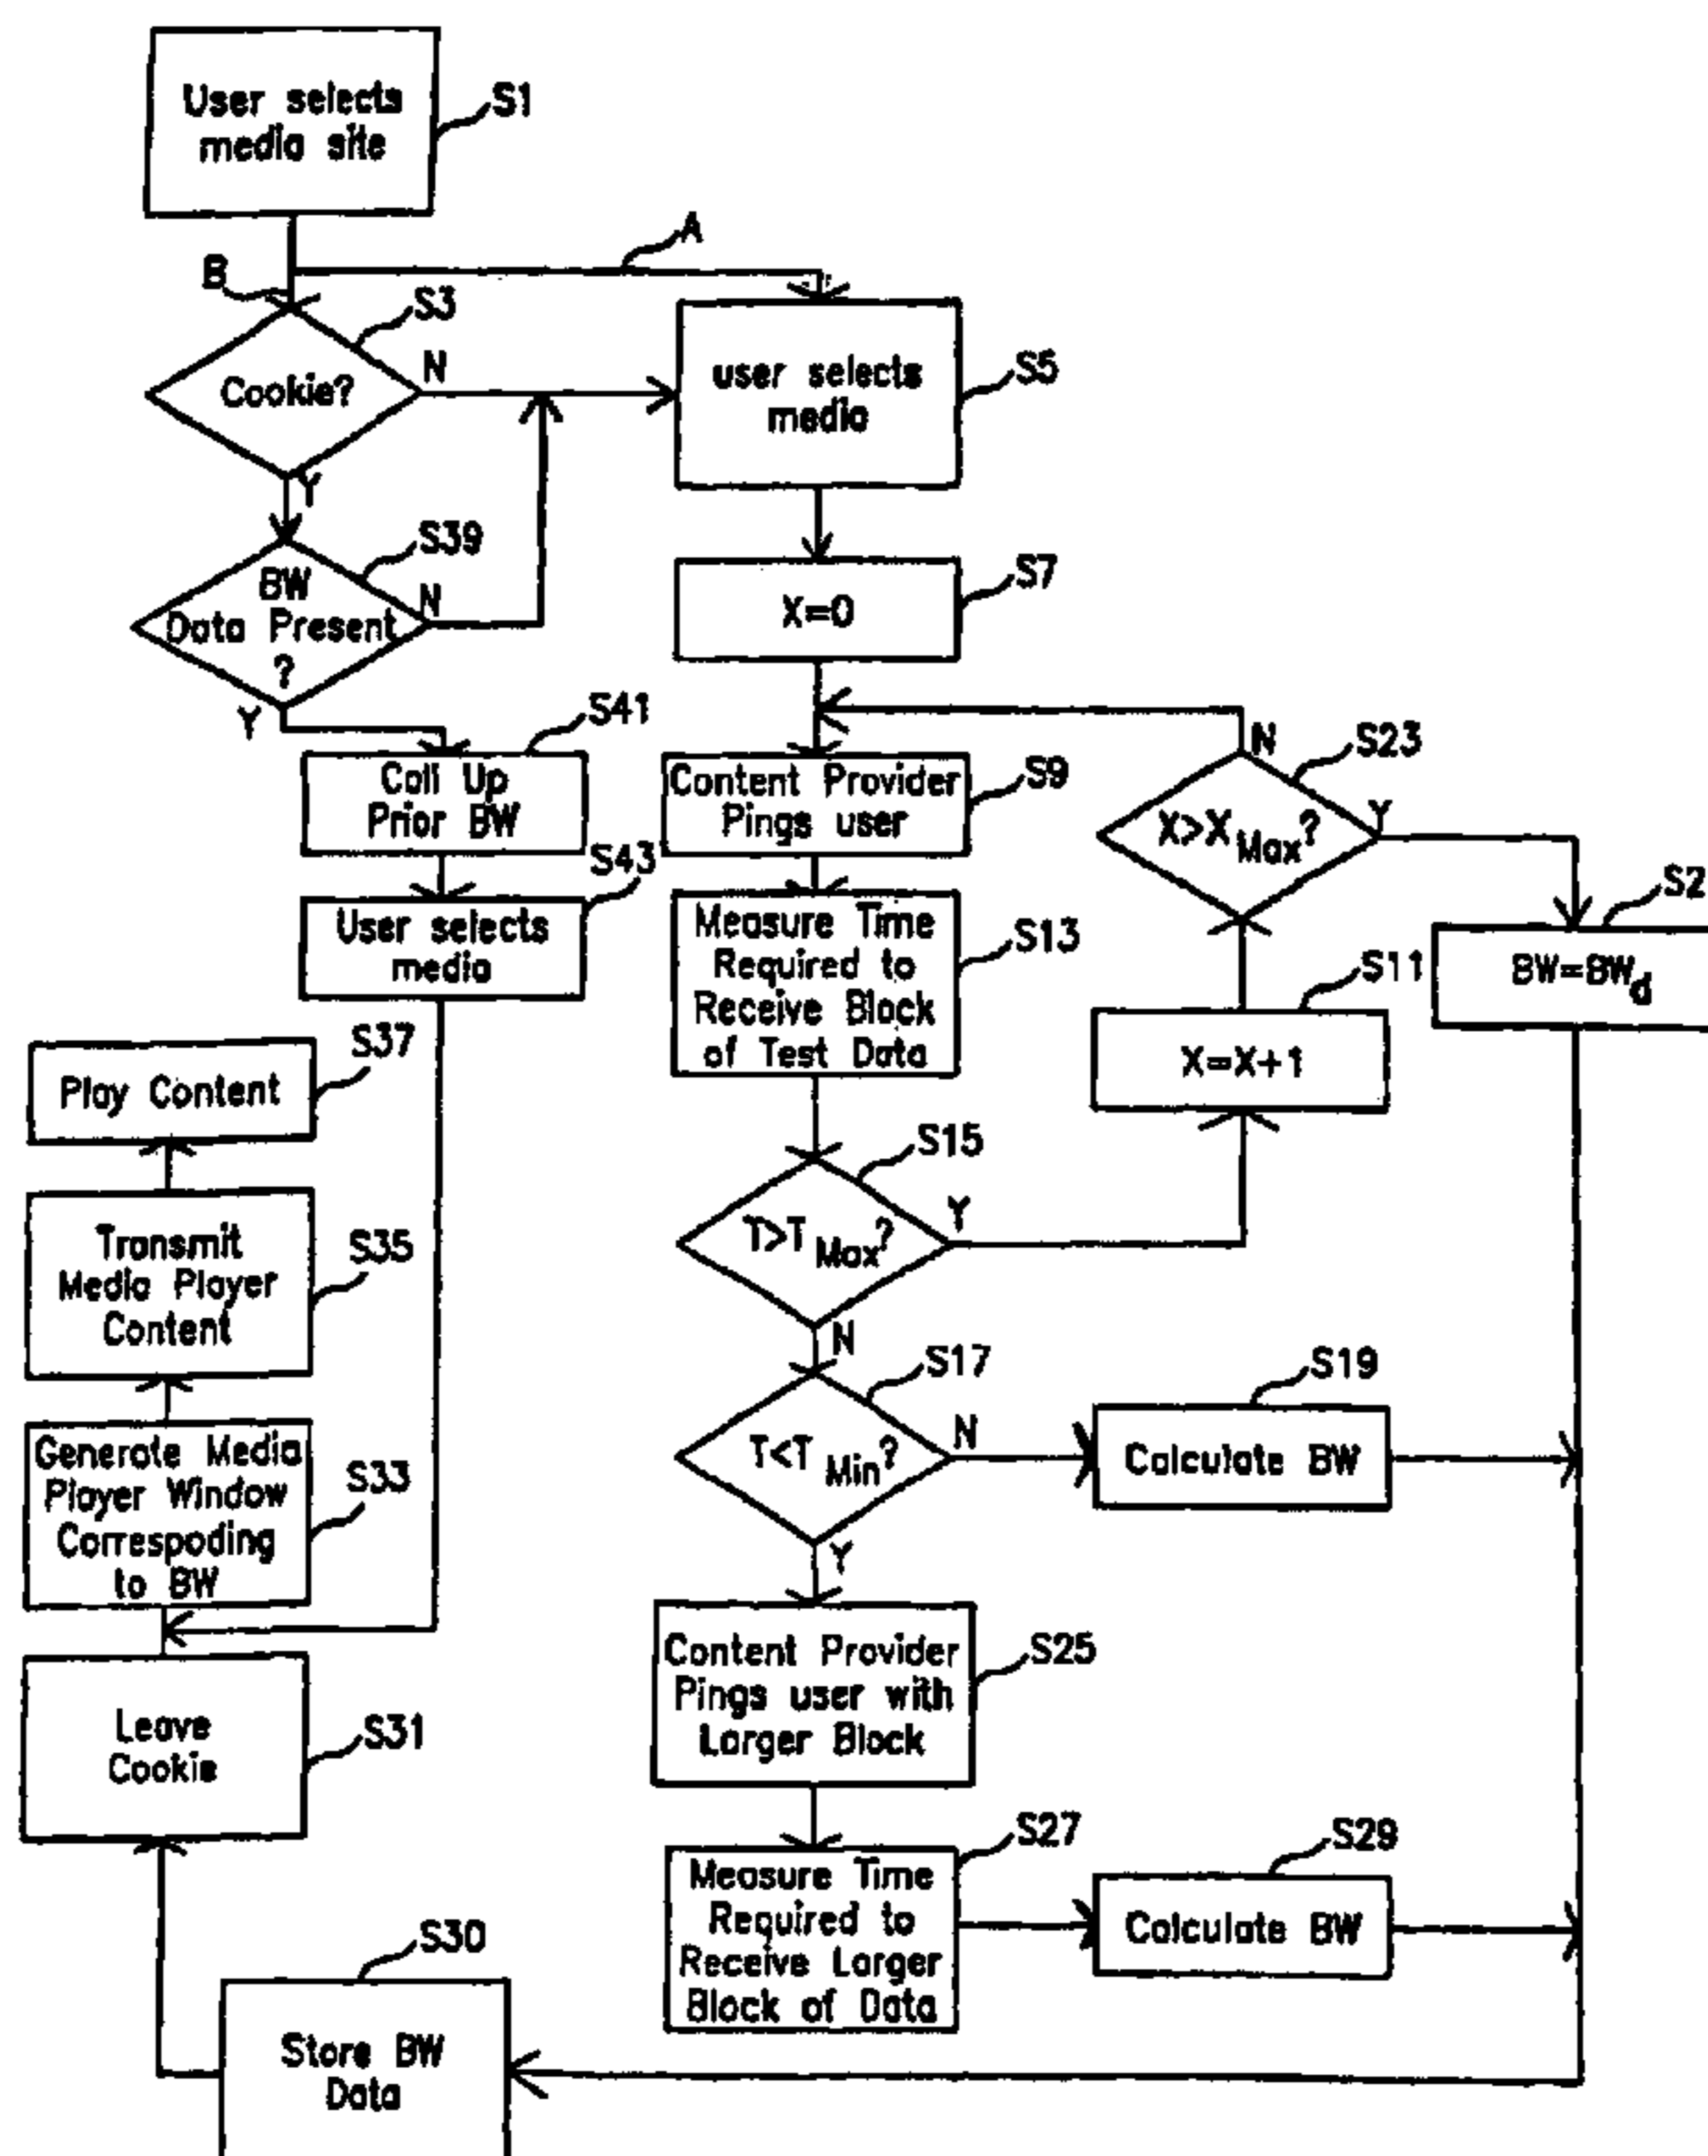 User selects
media site
S1
A
B
S3
Cookie?
N
Y
user selects
media
S5
S39
BW
Data Present
?
N
Y
X=0
S7
S41
Call Up
Prior BW
S43
User selects
media
Content Provider
Pings user
S9
N
S23
X>X Max?
Y
S2
BW=BWd
Measure Time
Required to
Receive Block
of Test Data
S13
S11
X=X+1
S37
Play Content
S15
T>T Max?
Y
N
Transmit
Media Player
Content
S35
S17
T<T Min?
N
Y
S19
Calculate BW
Generate Media
Player Window
Correspoding
to BW
S33
Content Provider
Pings user with
Larger Block
S25
Leave
Cookie
S31
Measure Time
Required to
Receive Larger
Block of Data
S27
S29
Calculate BW
S30
Store BW
Data